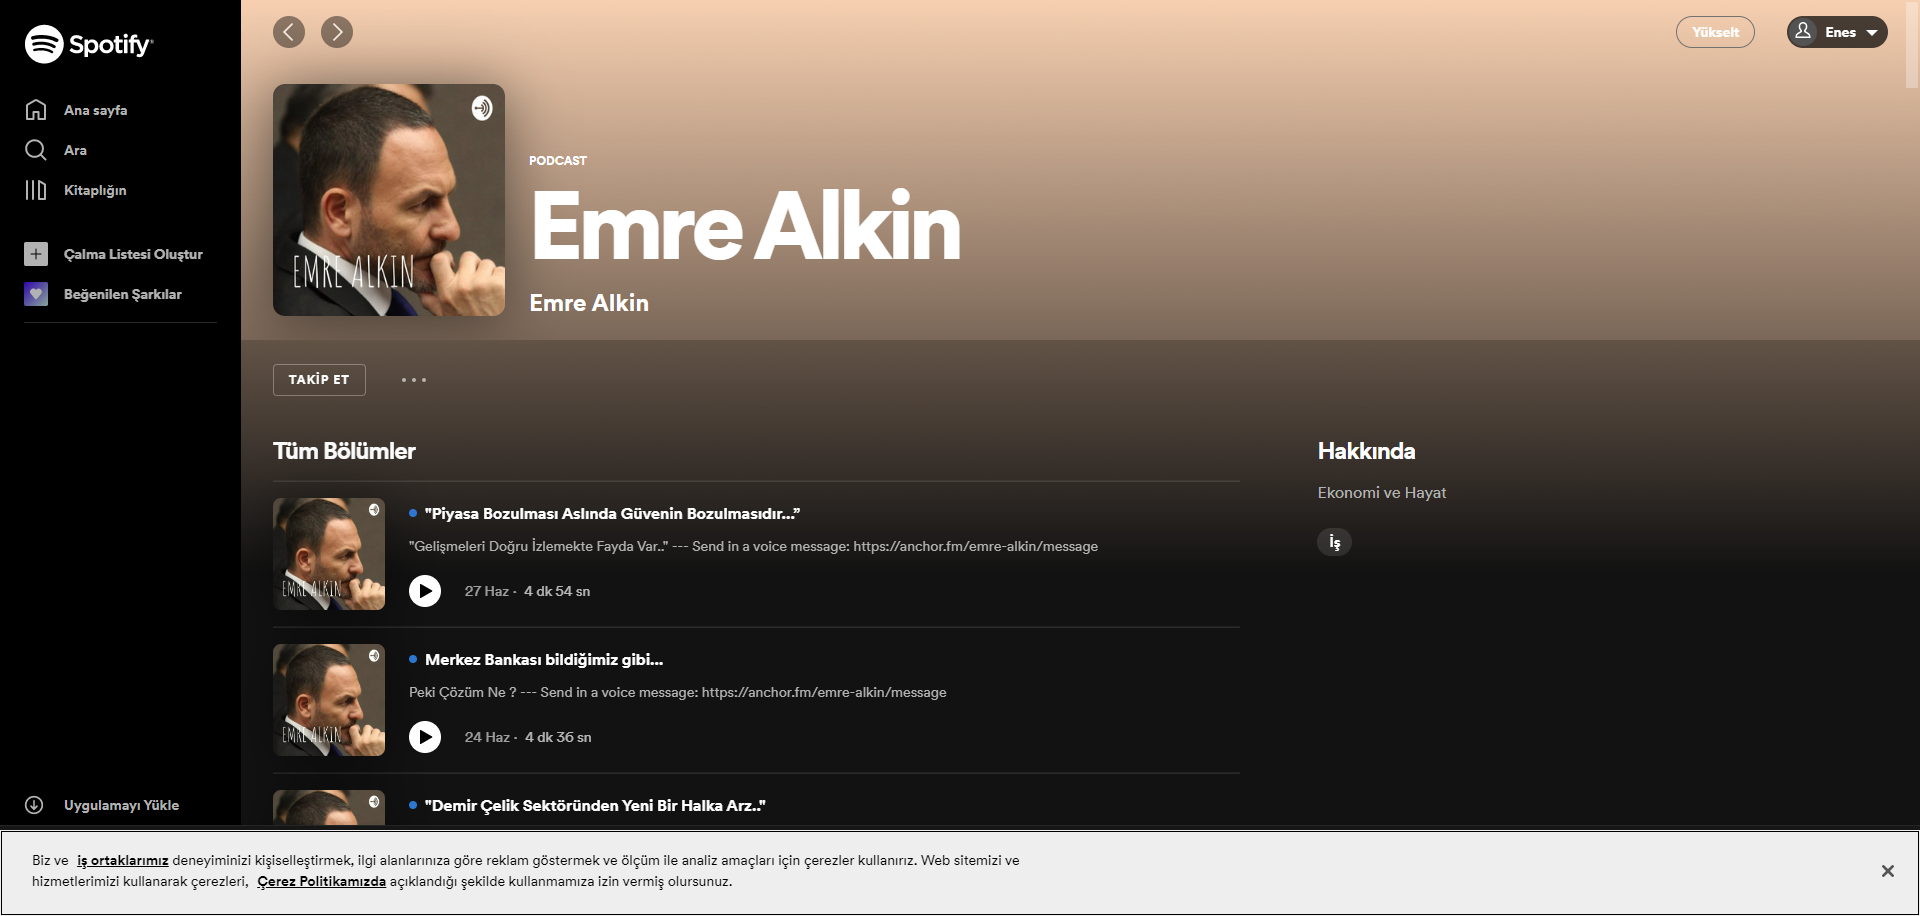 Spotify
Ana sayfa
Ara
Kitaplığın
Çalma Listesi Oluştur
Beğenilen Şarkılar
Uygulamayı Yükle
Yükselt
Enes
EMRE ALKIN
PODCAST
Emre Alkin
Emre Alkin
TAKİP ET
Tüm Bölümler
EMRE ALKIN
"Piyasa Bozulması Aslında Güvenin Bozulmasıdır...”
"Gelişmeleri Doğru İzlemekte Fayda Var.." --- Send in a voice message: https://anchor.fm/emre-alkin/message
27 Haz · 4 dk 54 sn
EMRE ALKIN
Merkez Bankası bildiğimiz gibi...
Peki Çözüm Ne ? --- Send in a voice message: https://anchor.fm/emre-alkin/message
24 Haz · 4 dk 36 sn
"Demir Çelik Sektöründen Yeni Bir Halka Arz.."
Hakkında
Ekonomi ve Hayat
İş
Biz ve iş ortaklarımız deneyiminizi kişiselleştirmek, ilgi alanlarınıza göre reklam göstermek ve ölçüm ile analiz amaçları için çerezler kullanırız. Web sitemizi ve
hizmetlerimizi kullanarak çerezleri, Çerez Politikamızda açıklandığı şekilde kullanmamıza izin vermiş olursunuz.